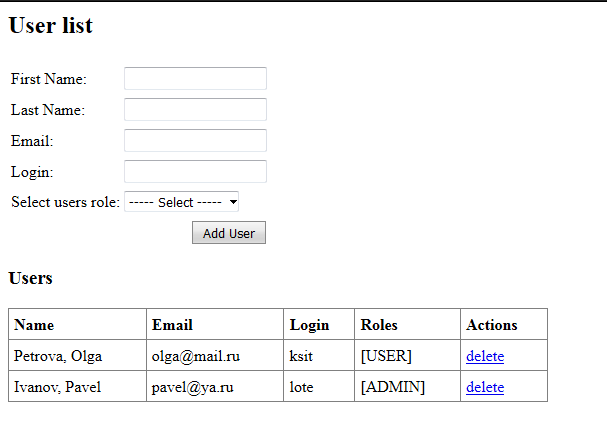 User list
First Name:
Last Name:
Email:
Login:
Select users role: ----- Select -----
Add User
Users
Name Email Login Roles Actions
Petrova, Olga olga@mail.ru ksit [USER] delete
Ivanov, Pavel pavel@ya.ru lote [ADMIN] delete